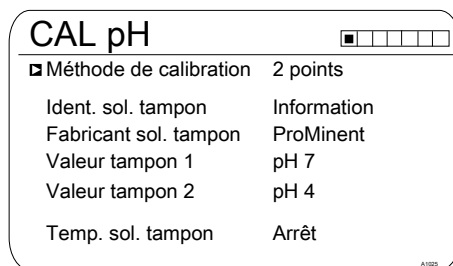 CAL pH
Méthode de calibration 2 points
Ident. sol. tampon Information
Fabricant sol. tampon ProMinent
Valeur tampon 1 pH 7
Valeur tampon 2 pH 4
Temp. sol. tampon Arrêt
A1025